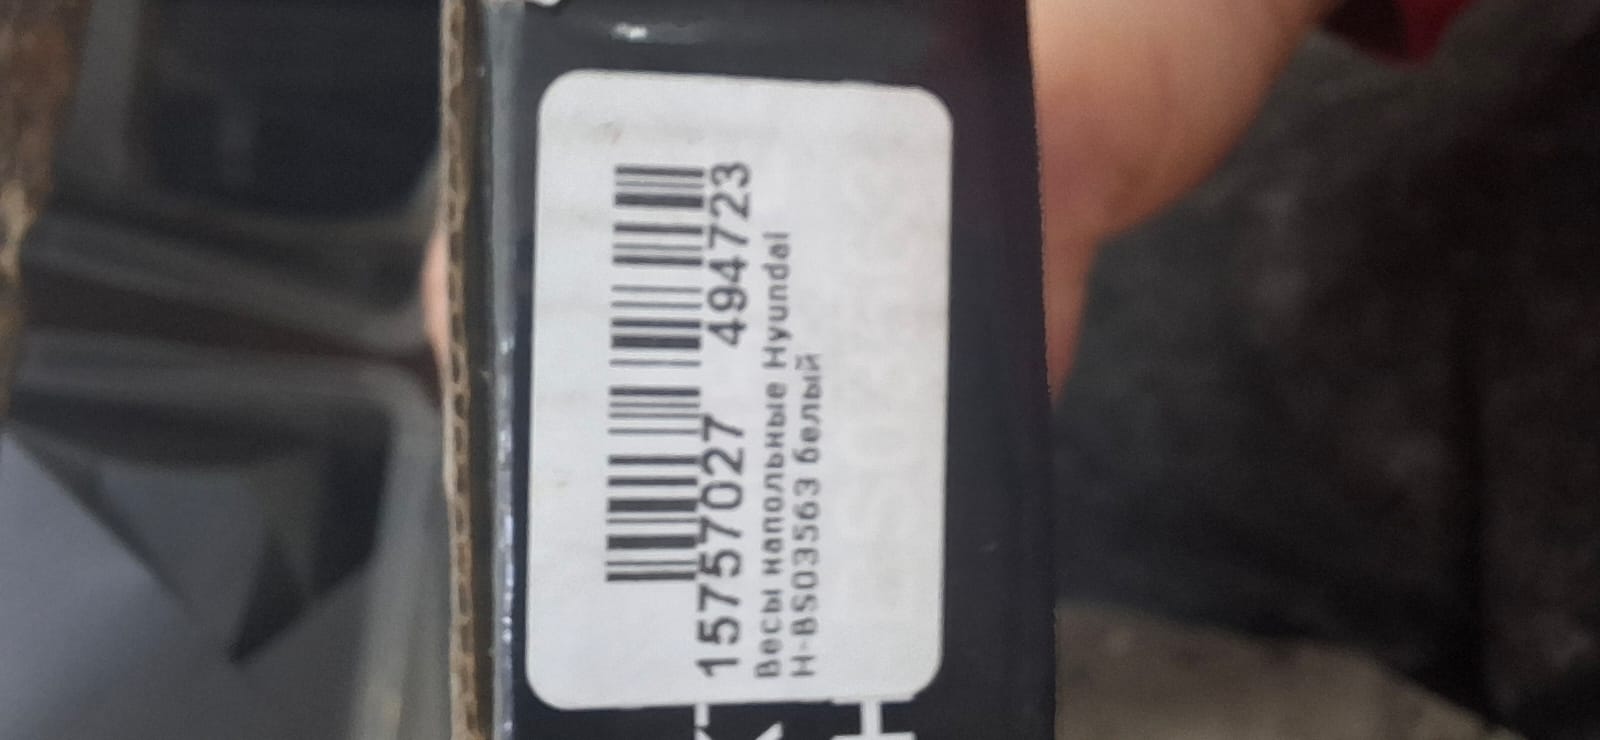 15757027 494723
Весы напольные Hyundai
H-BS03563 белый